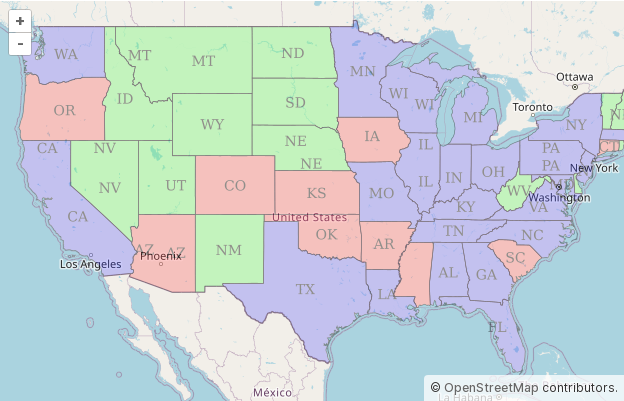 +
-
WA
MT
MT
ND
MN
Ottawa
OR
ID
SD
WI
WI
MI
Toronto
WY
NY
CA
NV
NE
NE
IA
IL
PA
PA
CT
New York
NV
UT
CO
KS
MO
IL
IN
OH
WV
MD
Washington
VA
KY
CA
United States
AZ
AZ
Phoenix
NM
OK
AR
TN
NC
SC
Los Angeles
TX
LA
AL
GA
FL
México
La Habana
© OpenStreetMap contributors.